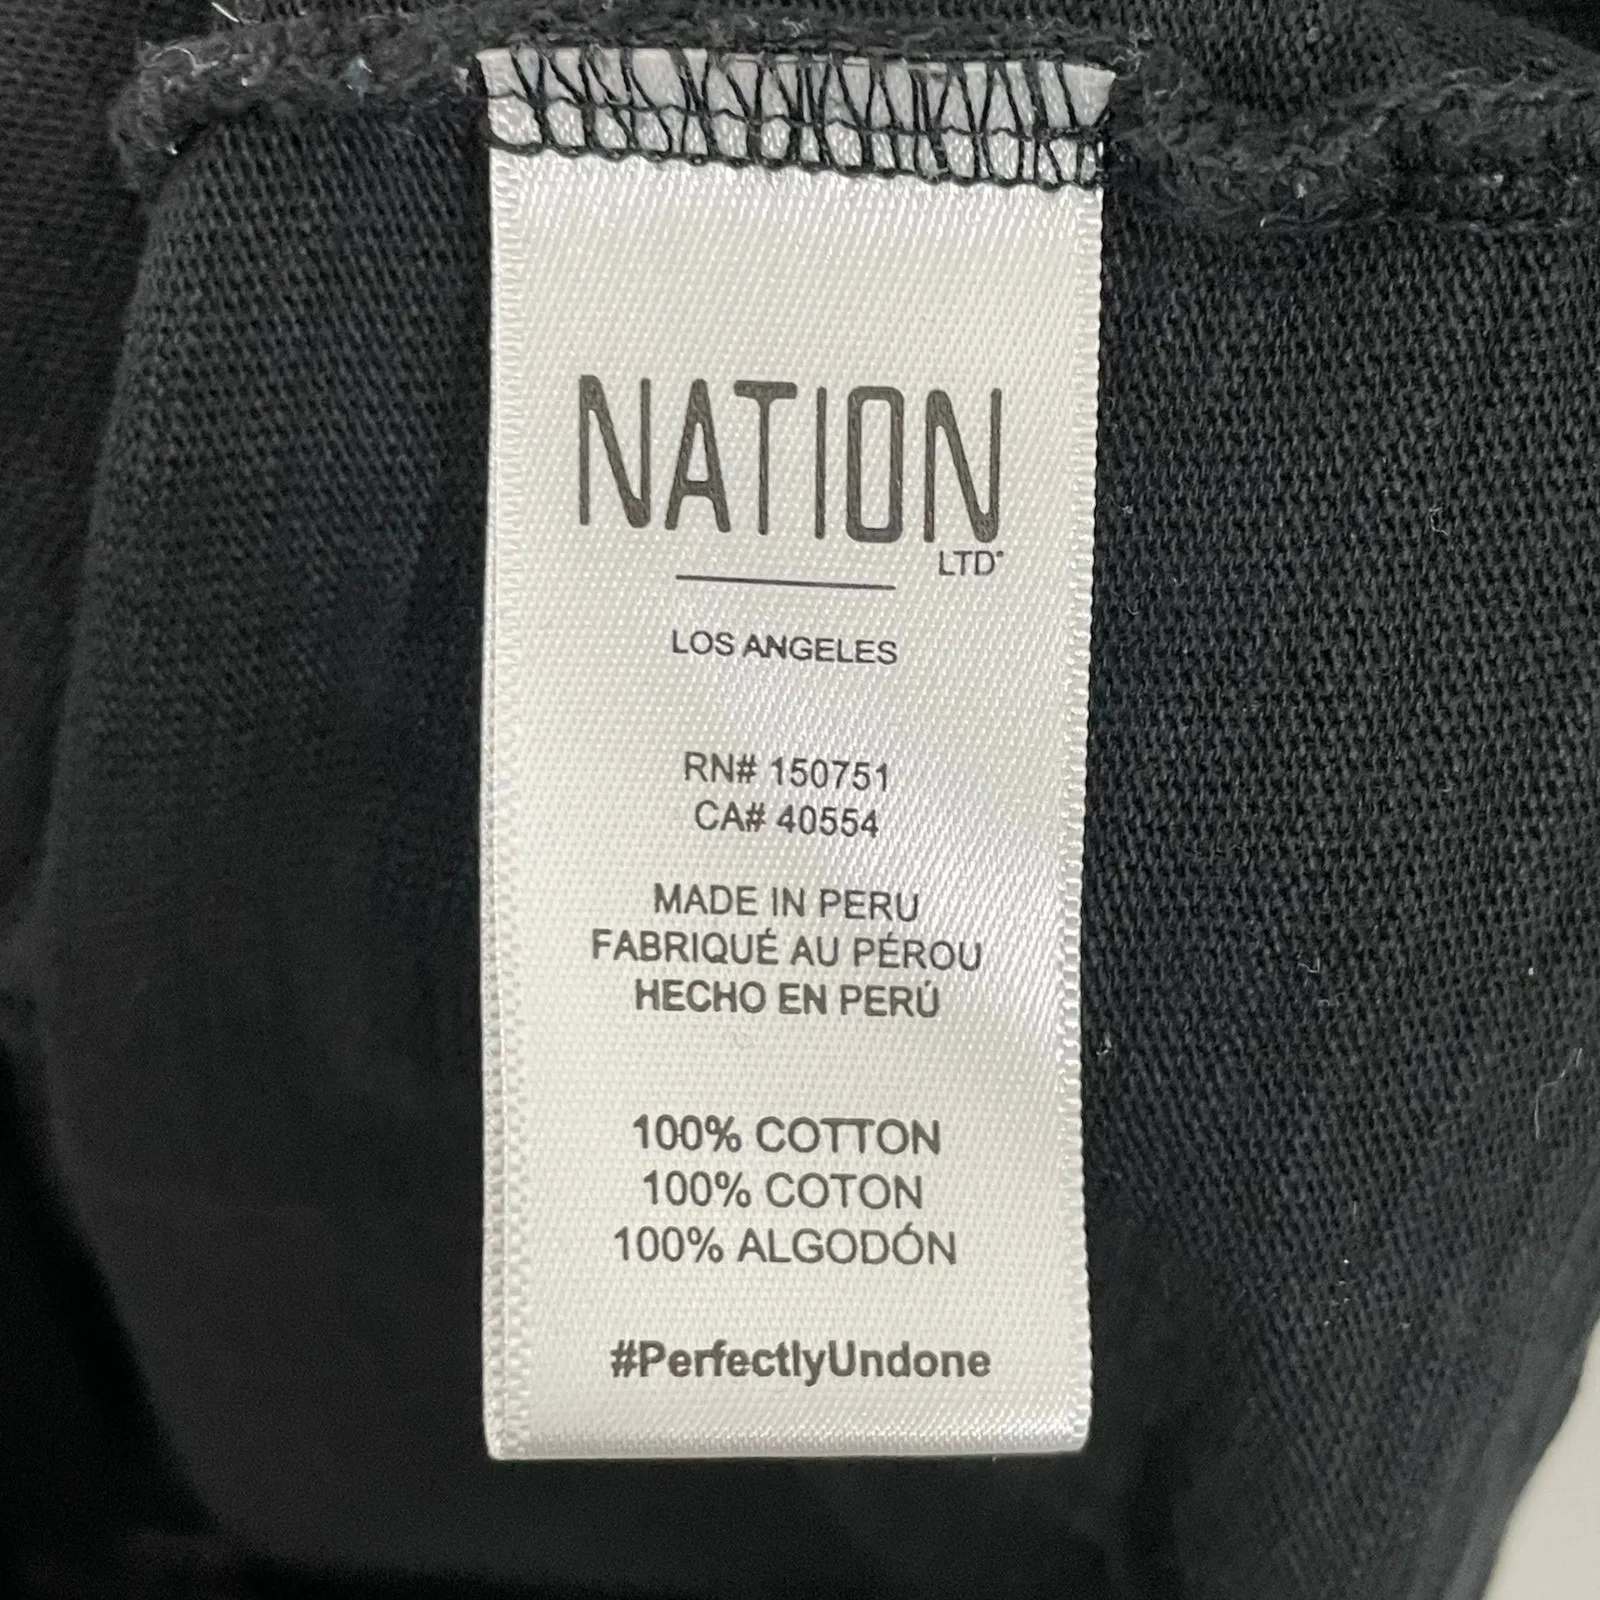 NATION
LTD
LOS ANGELES
RN# 150751
CA# 40554
MADE IN PERU
FABRIQUÉ AU PÉROU
HECHO EN PERÚ
100% COTTON
100% COTON
100% ALGODÓN
#PerfectlyUndone